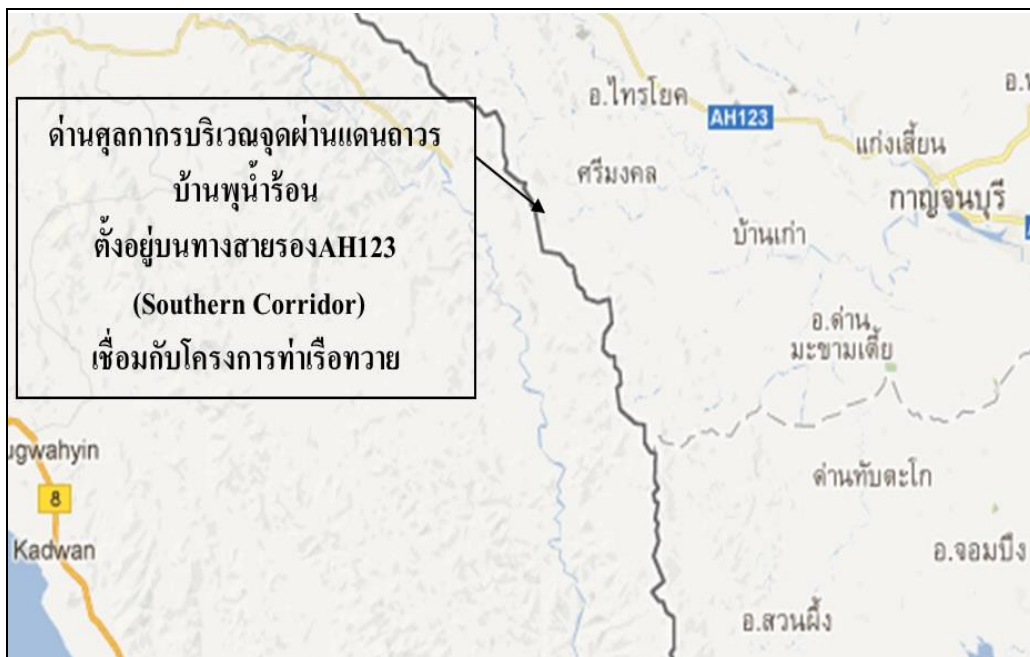 ด่านศุลกากรบริเวณจุดผ่านแดนถาวร
บ้านพุน้ำร้อน
ตั้งอยู่บนทางสายรองAH123
(Southern Corridor)
เชื่อมกับโครงการท่าเรือทวาย
อ.ไทรโยค
AH123
แก่งเสี้ยน
ศรีมงคล
กาญจนบุรี
บ้านเก่า
อ.ด่าน
มะขามเตี้ย
ugwahyin
8
ด่านทับตะโก
Kadwan
อ.จอมบึง
อ.สวนผึ้ง